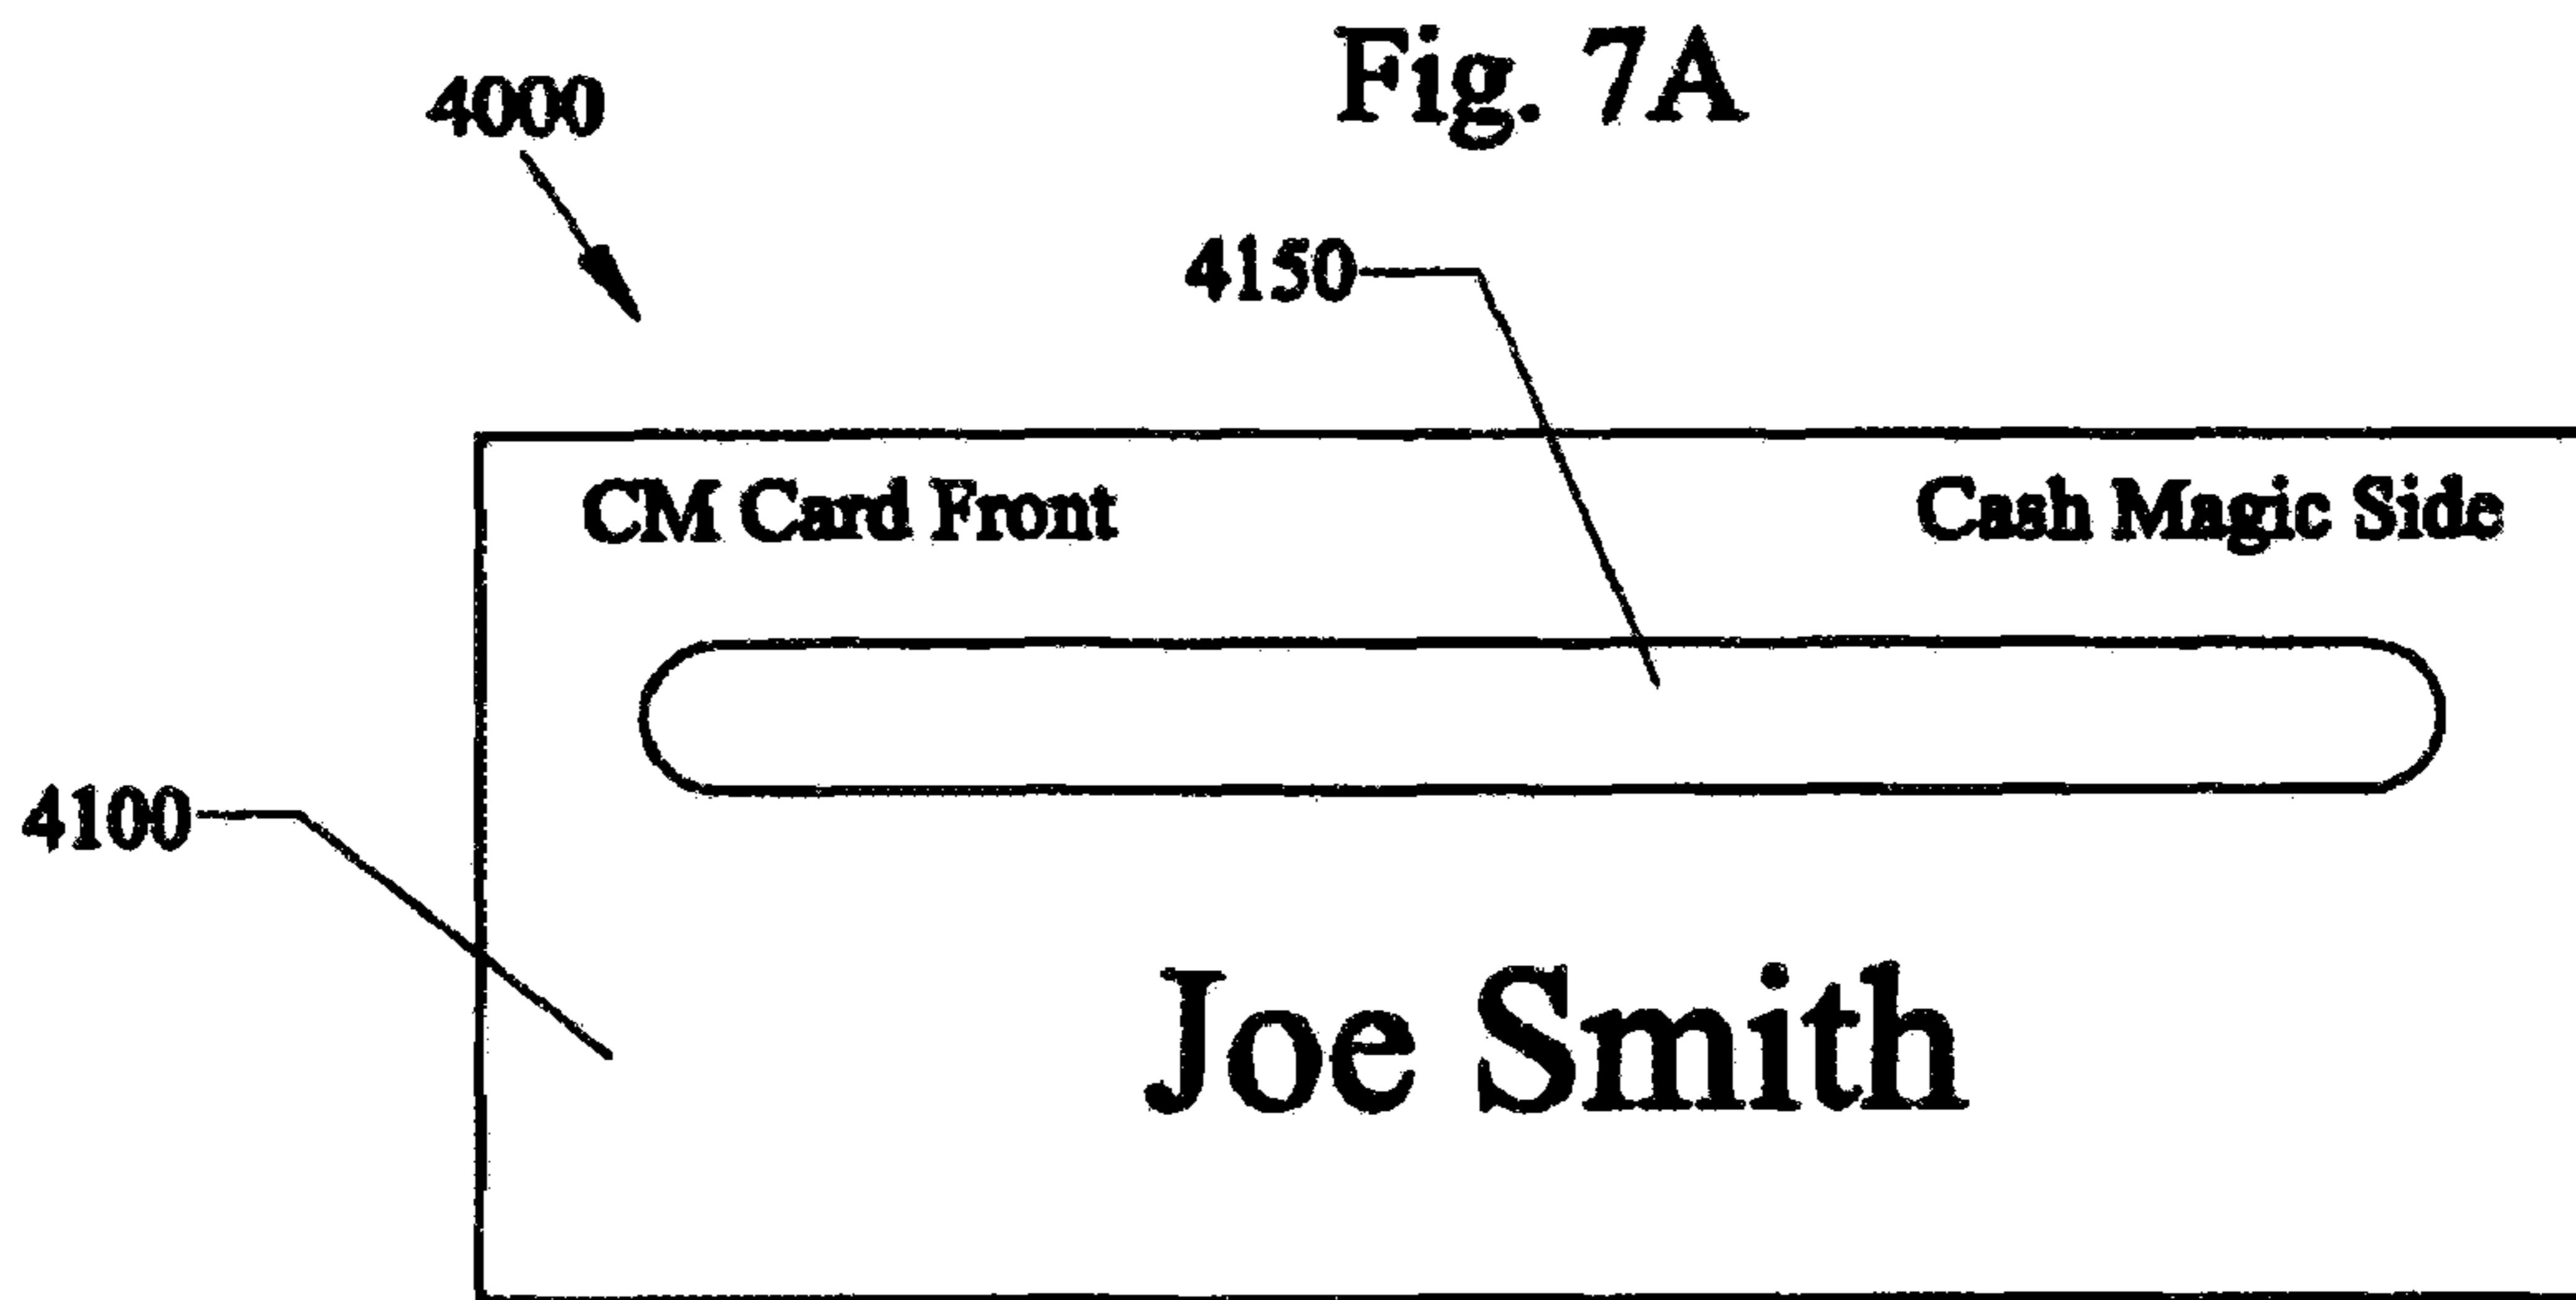 Fig. 7A
4000
4150
CM Card Front Cash Magic Side
4100
Joe Smith